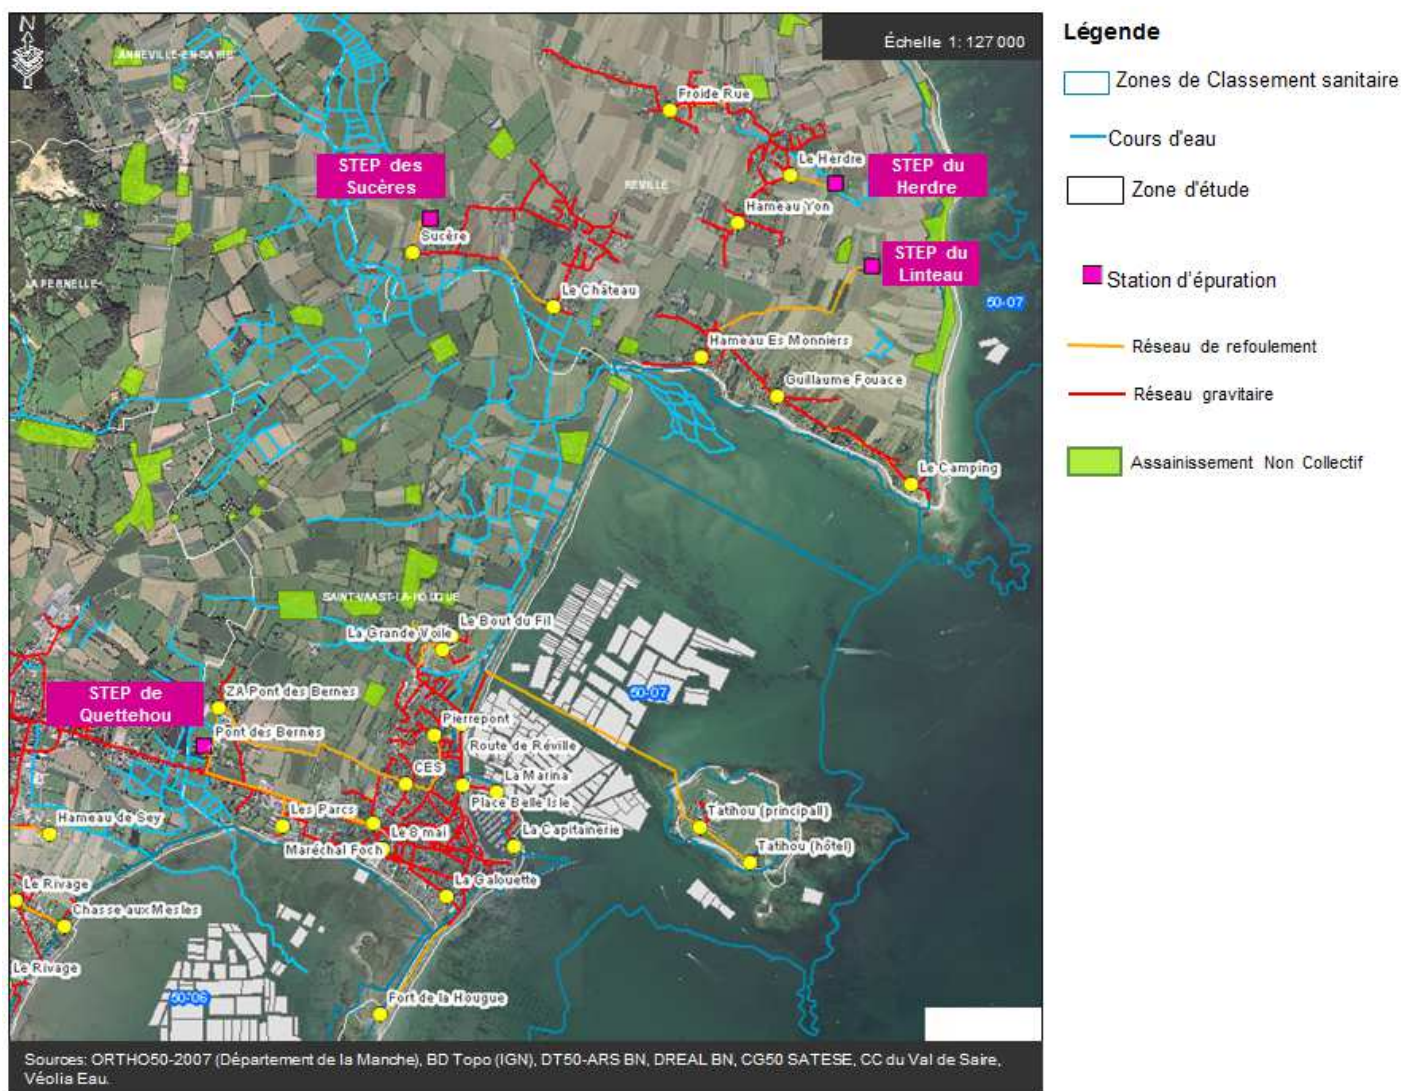 Échelle 1: 127 000
ANNEVILLE-EN-SAIRE
Froide Rue
STEP des
Sucères
Le Herdre
STEP du
Herdre
REVILLE
Hameau Yon
Sucère
STEP du
Linteau
LA PERNELLE
Le Château
50-07
Hameau Es Monniers
Guillaume Fouace
Le Camping
SAINT-VAAST-LA-HOUGUE
Le Bout du Fil
La Grande Voile
STEP de
Quettehou
ZA Pont des Bernes
50-07
Pont des Bernes
Pierrepont
Route de Réville
CES
La Marina
Place Belle Isle
Les Parcs
Tatihou (principall)
Hameau de Sey
Le 8 mai
La Capitainerie
Maréchal Foch
Tatihou (hôtel)
Le Rivage
La Galouette
Chasse aux Mesles
Le Rivage
50-06
Fort de la Hougue
Sources: ORTHO50-2007 (Département de la Manche), BD Topo (IGN), DT50-ARS BN, DREAL BN, CG50 SATESE, CC du Val de Saire,
Véolia Eau.
Légende
Zones de Classement sanitaire
Cours d'eau
Zone d'étude
Station d'épuration
Réseau de refoulement
Réseau gravitaire
Assainissement Non Collectif